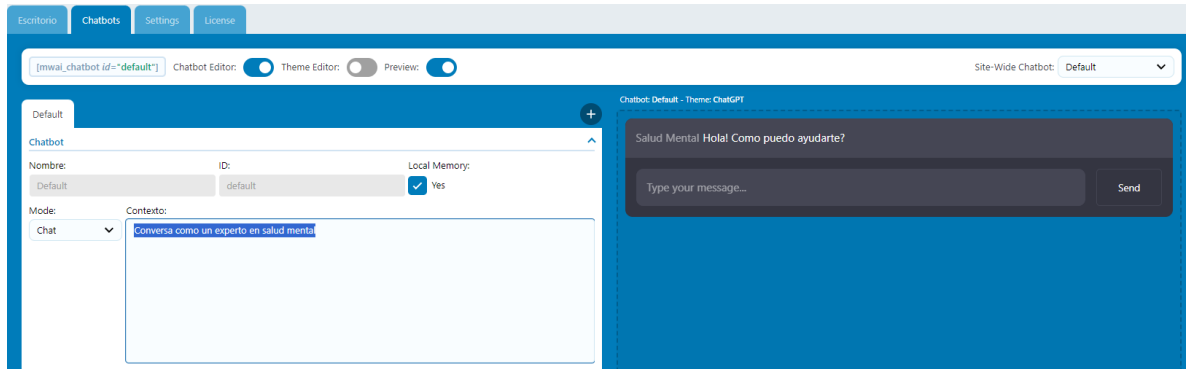 Escritorio Chatbots Settings License
[mwai_chatbot id="default"] Chatbot Editor: Theme Editor: Preview: Site-Wide Chatbot: Default
Default
Chatbot
Nombre: ID: Local Memory:
Default default Yes
Mode: Contexto:
Chat Conversa como un experto en salud mental
Chatbot: Default - Theme: ChatGPT
Salud Mental Hola! Como puedo ayudarte?
Type your message... Send